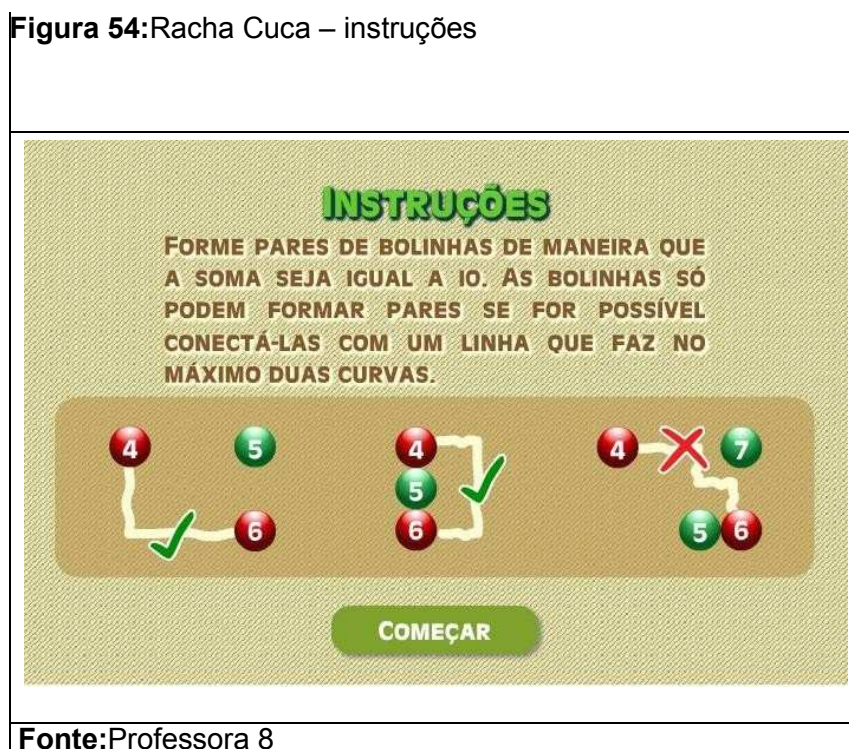 Figura 54:Racha Cuca – instruções
INSTRUÇÕES
FORME PARES DE BOLINHAS DE MANEIRA QUE
A SOMA SEJA IGUAL A 10. AS BOLINHAS SÓ
PODEM FORMAR PARES SE FOR POSSÍVEL
CONECTÁ-LAS COM UM LINHA QUE FAZ NO
MÁXIMO DUAS CURVAS.
4 5 4 4 7
5
6 6 5 6
COMEÇAR
Fonte:Professora 8